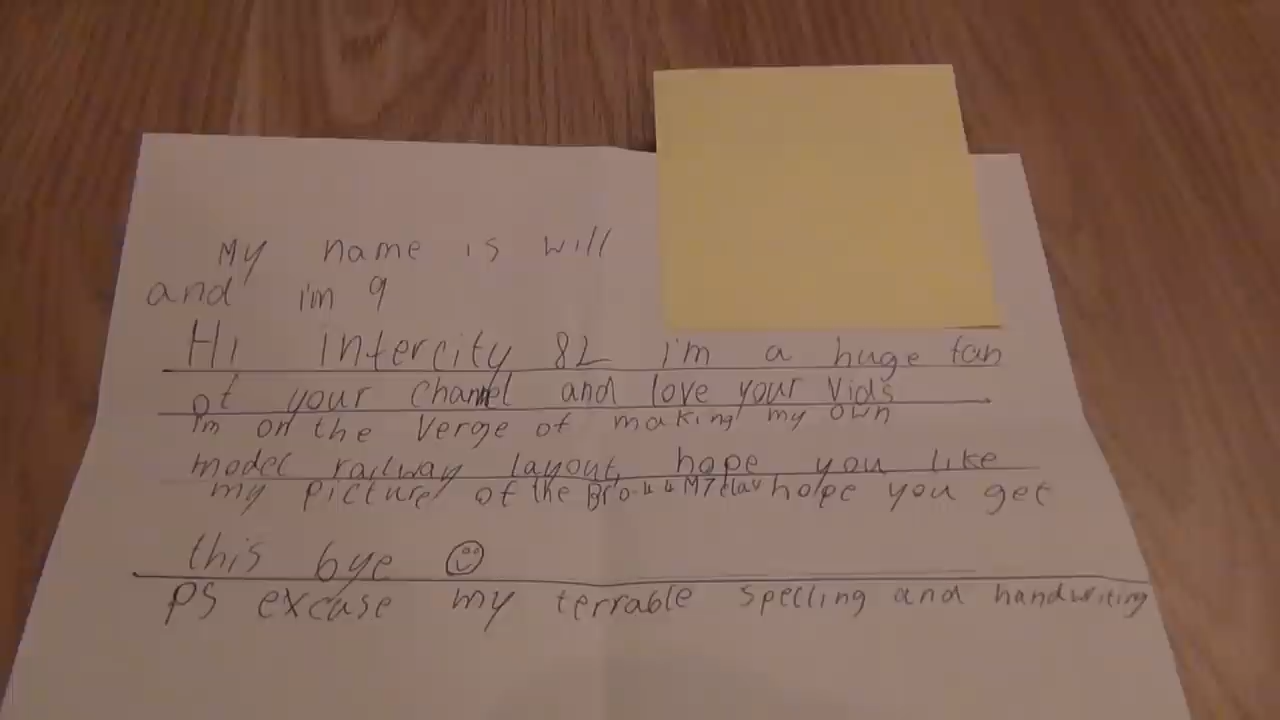 My name is will
and i'm 9
Hi Intercity 82 i'm a huge fan
of your channel and love your Vids
I'm on the verge of making my own
model railway layout, hope you like
my picture of the hope you get
this bye ☺
PS excuse my terrable spelling and handwriting